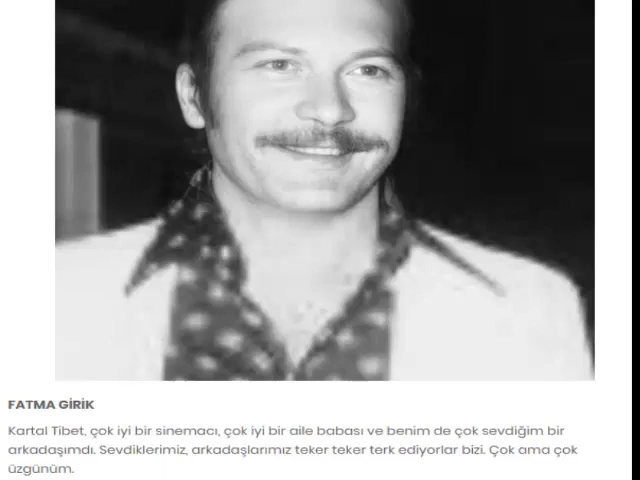 FATMA GİRİK
Kartal Tibet, çok iyi bir sinemacı, çok iyi bir aile babası ve benim de çok sevdiğim bir
arkadaşımdı. Sevdiklerimiz, arkadaşlarımız teker teker terk ediyorlar bizi. Çok ama çok
üzgünüm.